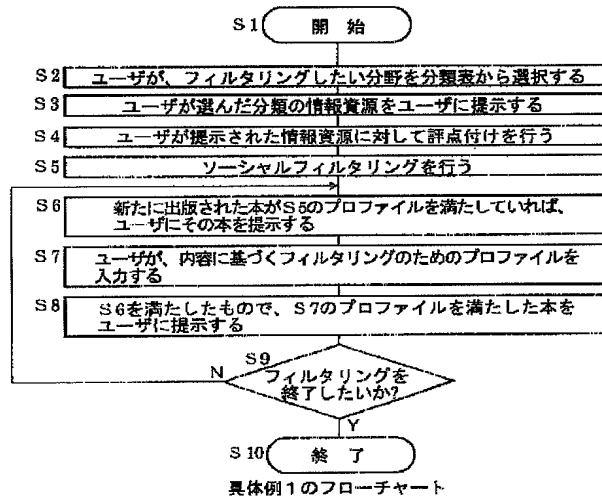 S1 開 始
S2 ユーザが、フィルタリングしたい分野を分類表から選択する
S3 ユーザが選んだ分類の情報資源をユーザに提示する
S4 ユーザが提示された情報資源に対して評点付けを行う
S5 ソーシャルフィルタリングを行う
S6 新たに出版された本がS5のプロファイルを満たしていれば、
ユーザにその本を提示する
S7 ユーザが、内容に基づくフィルタリングのためのプロファイルを
入力する
S8 S6を満たしたもので、S7のプロファイルを満たした本を
ユーザに提示する
S9
N フィルタリングを
終了したいか?
Y
S10 終 了
具体例1のフローチャート